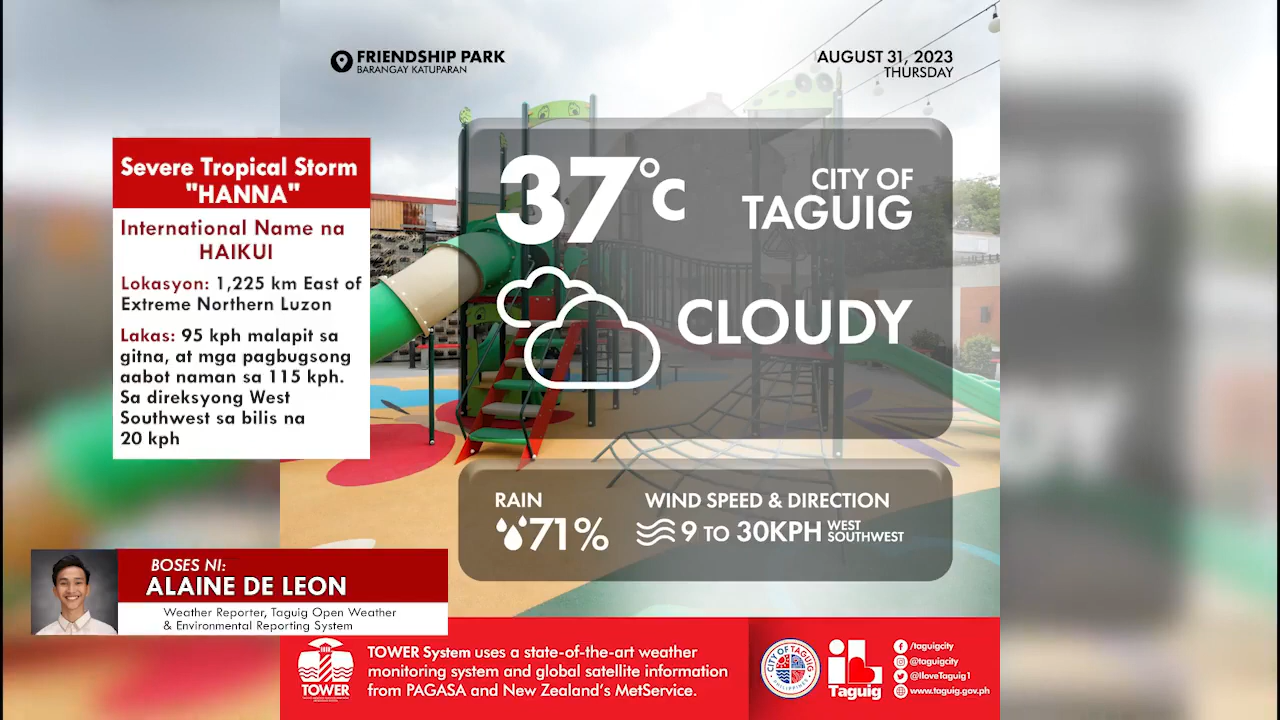 FRIENDSHIP PARK
BARANGAY KATUPARAN
AUGUST 31, 2023
THURSDAY
Severe Tropical Storm
"HANNA"
International Name na
HAIKUI
Lokasyon: 1,225 km East of
Extreme Northern Luzon
Lakas: 95 kph malapit sa
gitna, at mga pagbugsong
aabot naman sa 115 kph.
Sa direksyong West
Southwest sa bilis na
20 kph
37°C
CITY OF
TAGUIG
CLOUDY
RAIN
71%
WIND SPEED & DIRECTION
9 TO 30KPH WEST
SOUTHWEST
BOSES NI:
ALAINE DE LEON
Weather Reporter, Taguig Open Weather
& Environmental Reporting System
TOWER
TOWER System uses a state-of-the-art weather
monitoring system and global satellite information
from PAGASA and New Zealand's MetService.
CITY OF TAGUIG
PHILIPPINES
Taguig
/taguigcity
@taguigcity
@IloveTaguig1
www.taguig.gov.ph